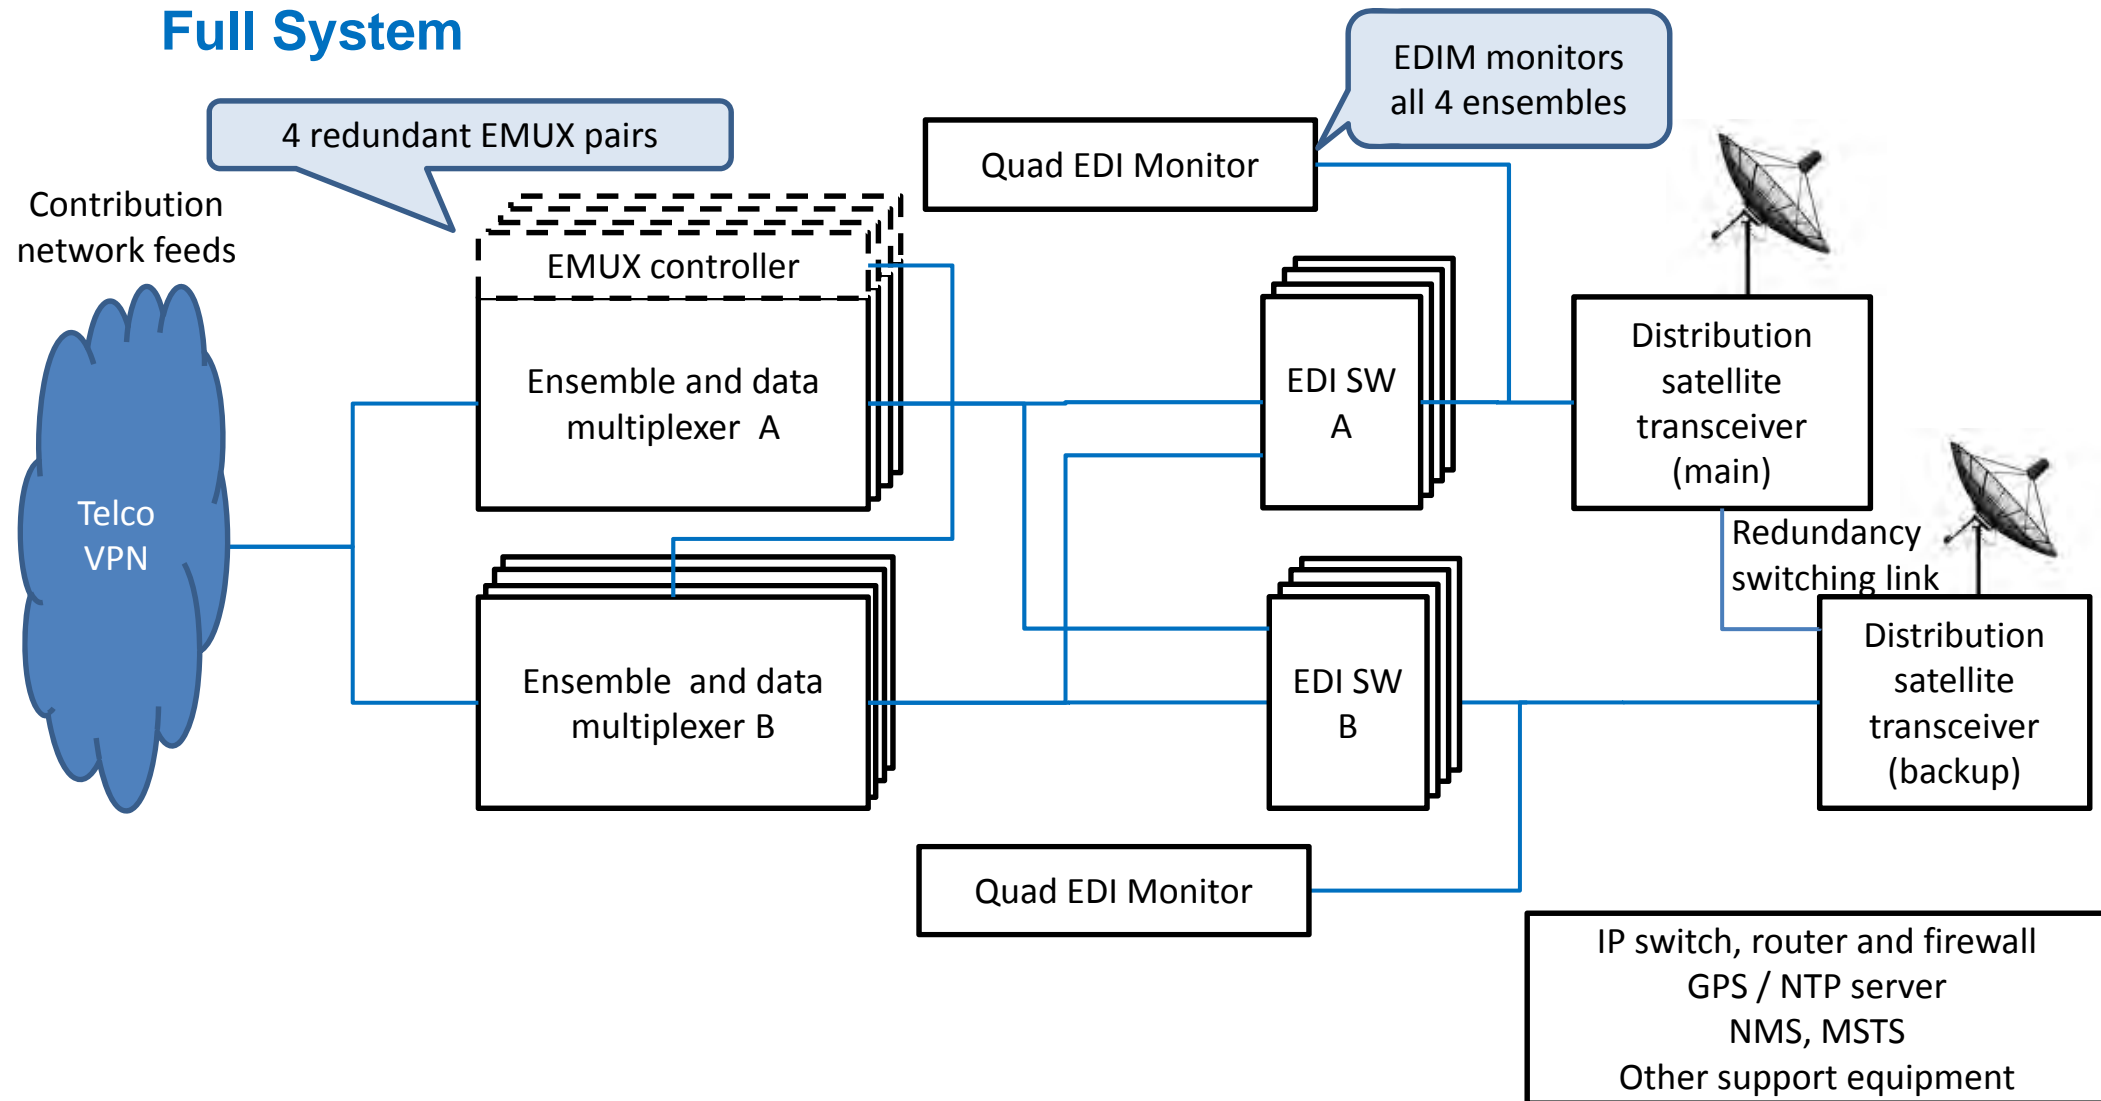 Full System
EDIM monitors
all 4 ensembles
4 redundant EMUX pairs
Quad EDI Monitor
Contribution
network feeds
EMUX controller
Ensemble and data
multiplexer A
EDI SW
A
Distribution
satellite
transceiver
(main)
Telco
VPN
Redundancy
switching link
Ensemble and data
multiplexer B
EDI SW
B
Distribution
satellite
transceiver
(backup)
Quad EDI Monitor
IP switch, router and firewall
GPS / NTP server
NMS, MSTS
Other support equipment